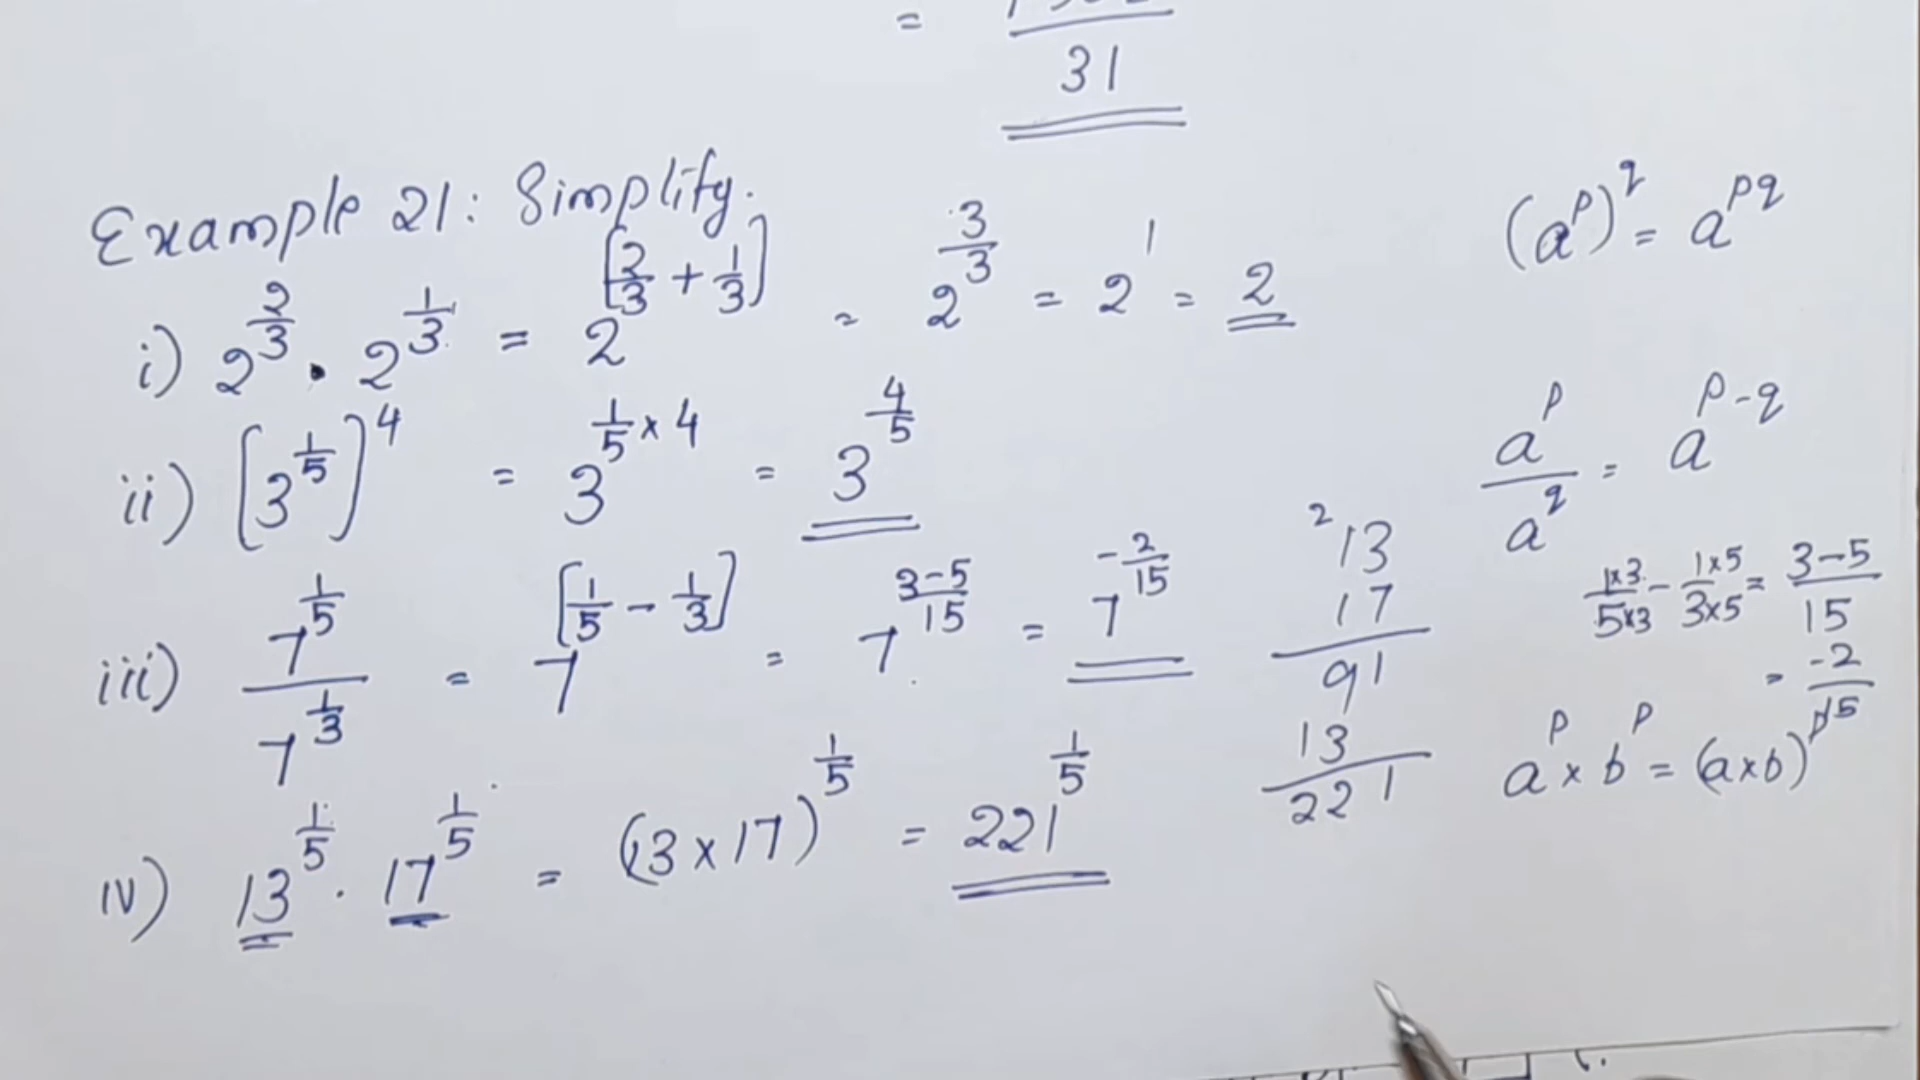 = 31
Example 21: Simplify.
i) 2^(2/3) . 2^(1/3) = 2^[2/3 + 1/3] = 2^(3/3) = 2^1 = 2
(a^p)^q = a^(pq)
ii) [3^(1/5)]^4 = 3^(1/5 × 4) = 3^(4/5)
a^p / a^q = a^(p-q)
iii) 7^(1/5) / 7^(1/3) = 7^[1/5 - 1/3] = 7^((3-5)/15) = 7^(-2/15)
2 13
17
91
13
221
1×3/5×3 - 1×5/3×5 = (3-5)/15
= -2/15
a^p × b^p = (a×b)^p
iv) 13^(1/5) . 17^(1/5) = (13×17)^(1/5) = 221^(1/5)